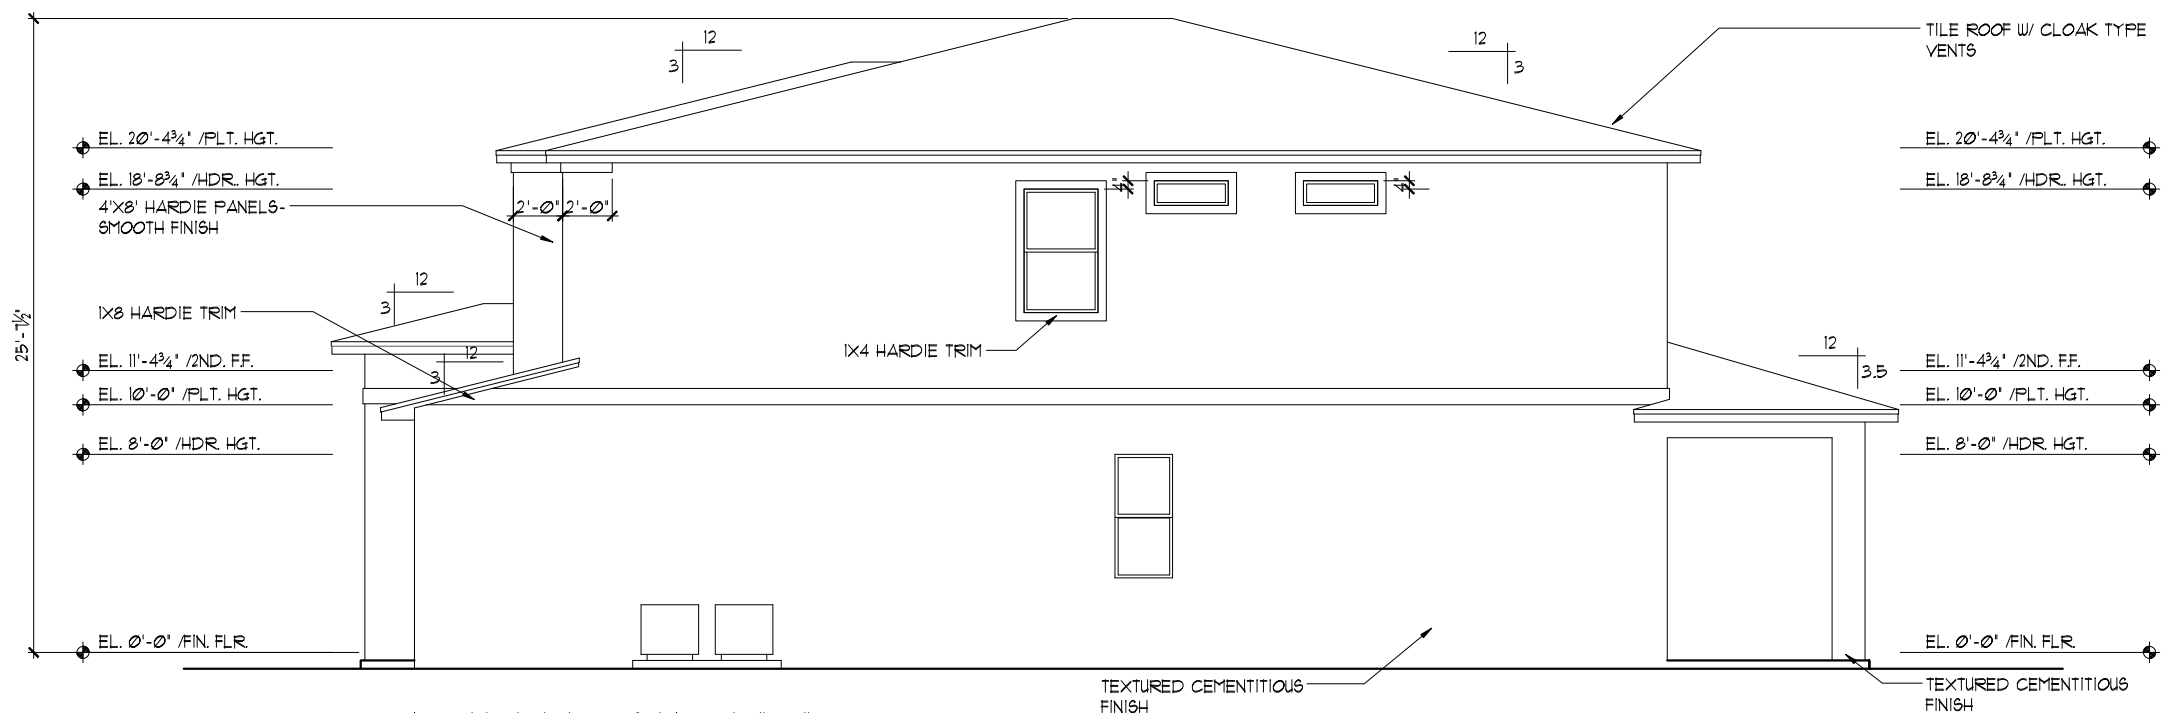 12
12
3
3
TILE ROOF W/ CLOAK TYPE
VENTS
EL. 20'-4¾" /PLT. HGT.
EL. 18'-8¾" /HDR. HGT.
4'X8' HARDIE PANELS-
SMOOTH FINISH
2'-0"
2'-0"
4"
4"
EL. 20'-4¾" /PLT. HGT.
EL. 18'-8¾" /HDR. HGT.
12
3
1X8 HARDIE TRIM
25'-7½"
12
3
1X4 HARDIE TRIM
12
3.5
EL. 11'-4¾" /2ND. F.F.
EL. 10'-0" /PLT. HGT.
EL. 8'-0" /HDR. HGT.
EL. 11'-4¾" /2ND. F.F.
EL. 10'-0" /PLT. HGT.
EL. 8'-0" /HDR. HGT.
EL. 0'-0" /FIN. FLR.
EL. 0'-0" /FIN. FLR.
TEXTURED CEMENTITIOUS
FINISH
TEXTURED CEMENTITIOUS
FINISH